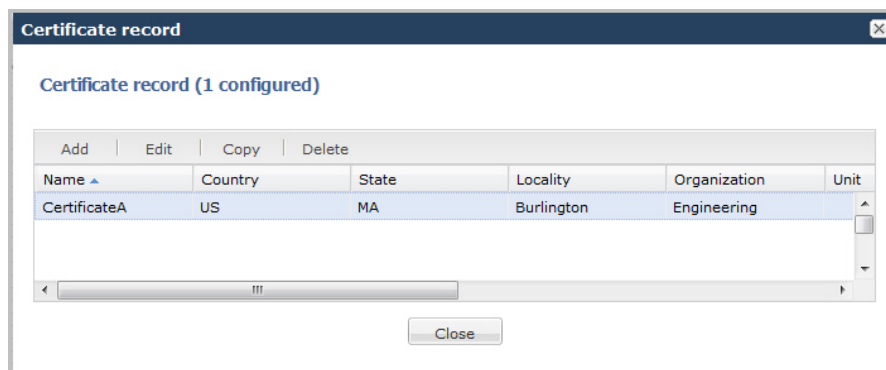 Certificate record
Certificate record (1 configured)
Add Edit Copy Delete
Name Country State Locality Organization Unit
CertificateA US MA Burlington Engineering
Close